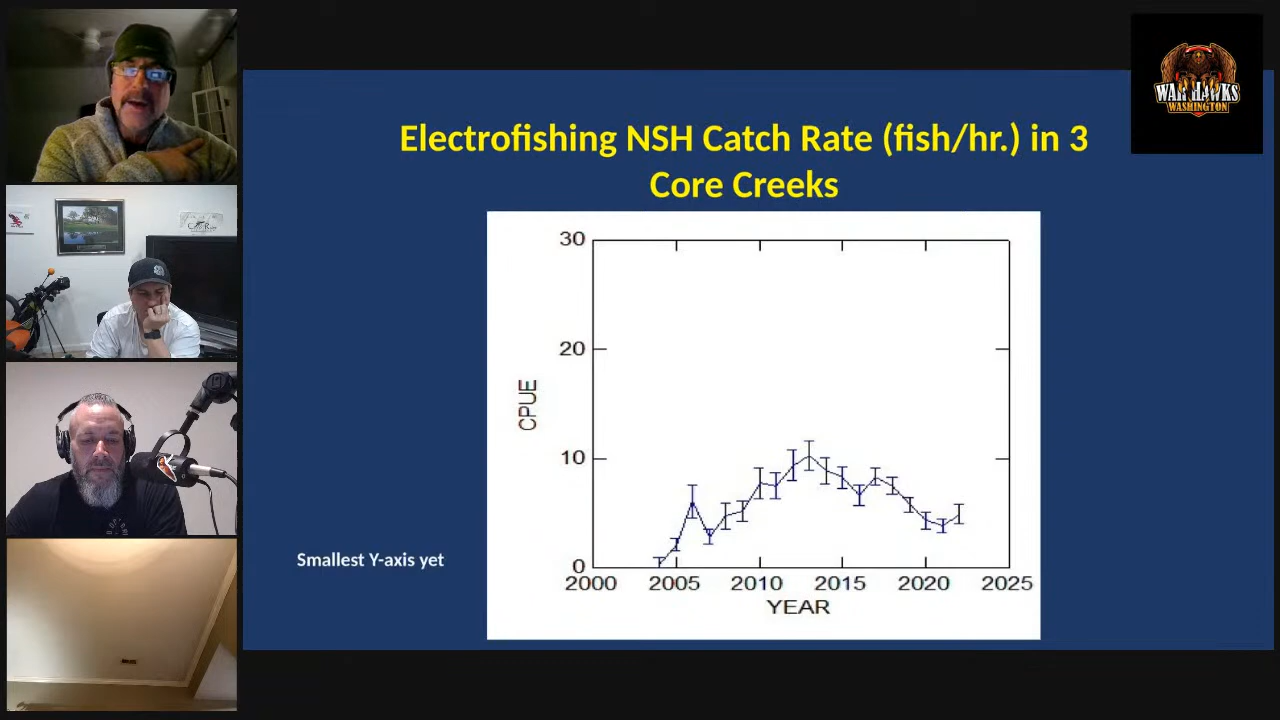 WAR HAWKS
WASHINGTON
Electrofishing NSH Catch Rate (fish/hr.) in 3
Core Creeks
30
20
10
0
CPUE
2000 2005 2010 2015 2020 2025
YEAR
Smallest Y-axis yet